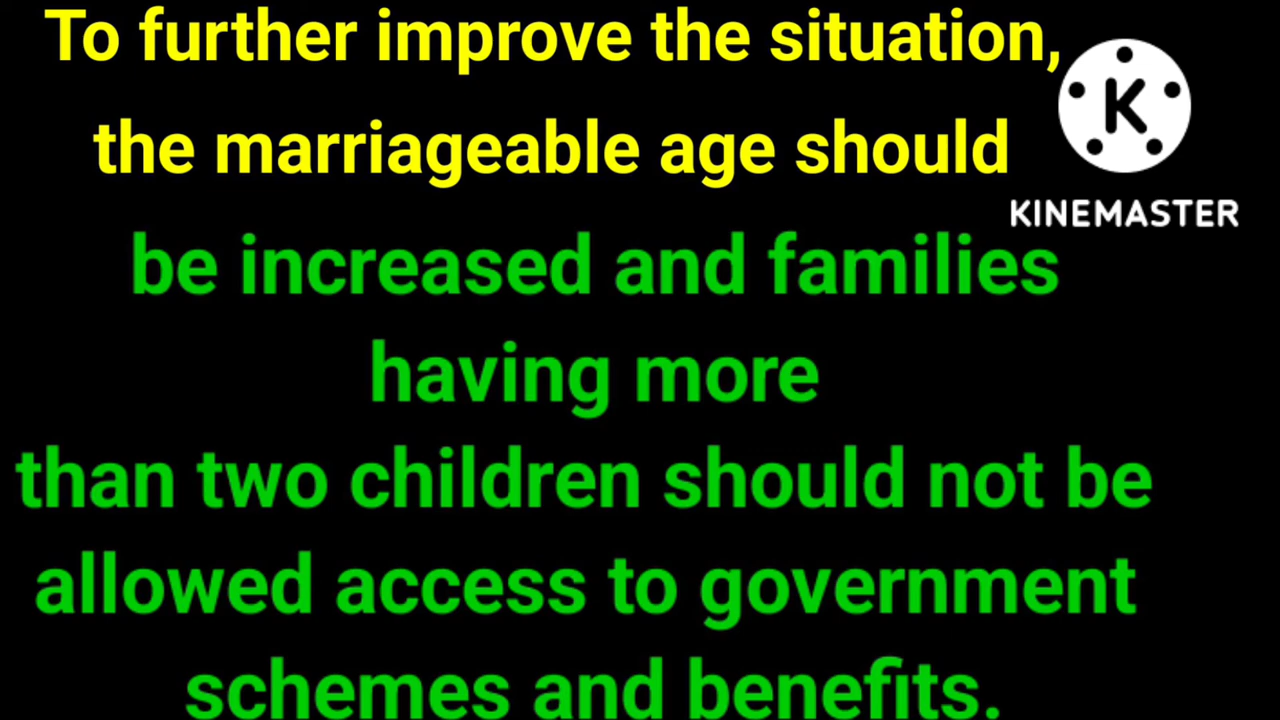 To further improve the situation,
the marriageable age should
K
KINEMASTER
be increased and families
having more
than two children should not be
allowed access to government
schemes and benefits.